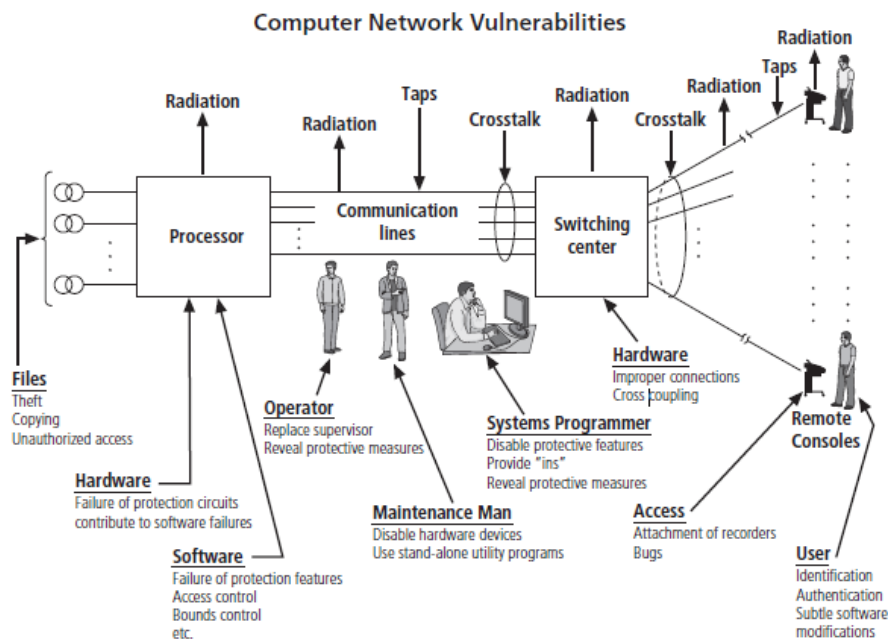 Computer Network Vulnerabilities
Radiation
Taps
Radiation
Radiation
Taps
Radiation
Radiation
Crosstalk
Crosstalk
Processor
Communication
lines
Switching
center
Files
Theft
Copying
Unauthorized access
Hardware
Failure of protection circuits
contribute to software failures
Software
Failure of protection features
Access control
Bounds control
etc.
Operator
Replace supervisor
Reveal protective measures
Maintenance Man
Disable hardware devices
Use stand-alone utility programs
Systems Programmer
Disable protective features
Provide “ins”
Reveal protective measures
Hardware
Improper connections
Cross coupling
Access
Attachment of recorders
Bugs
Remote
Consoles
User
Identification
Authentication
Subtle software
modifications